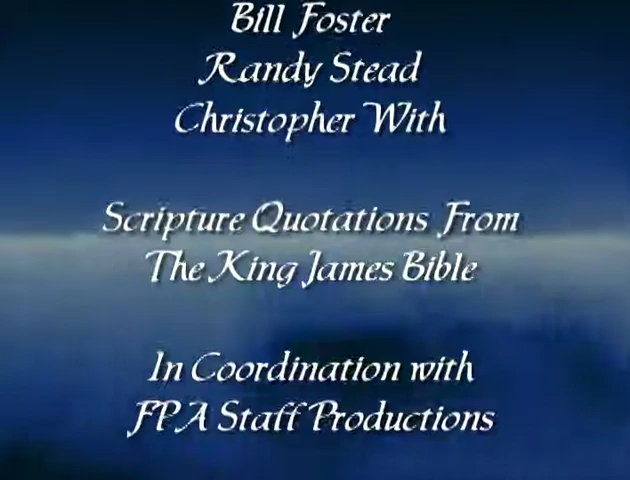 Bill Foster
Randy Stead
Christopher With
Scripture Quotations From
The King James Bible
In Coordination with
FPA Staff Productions